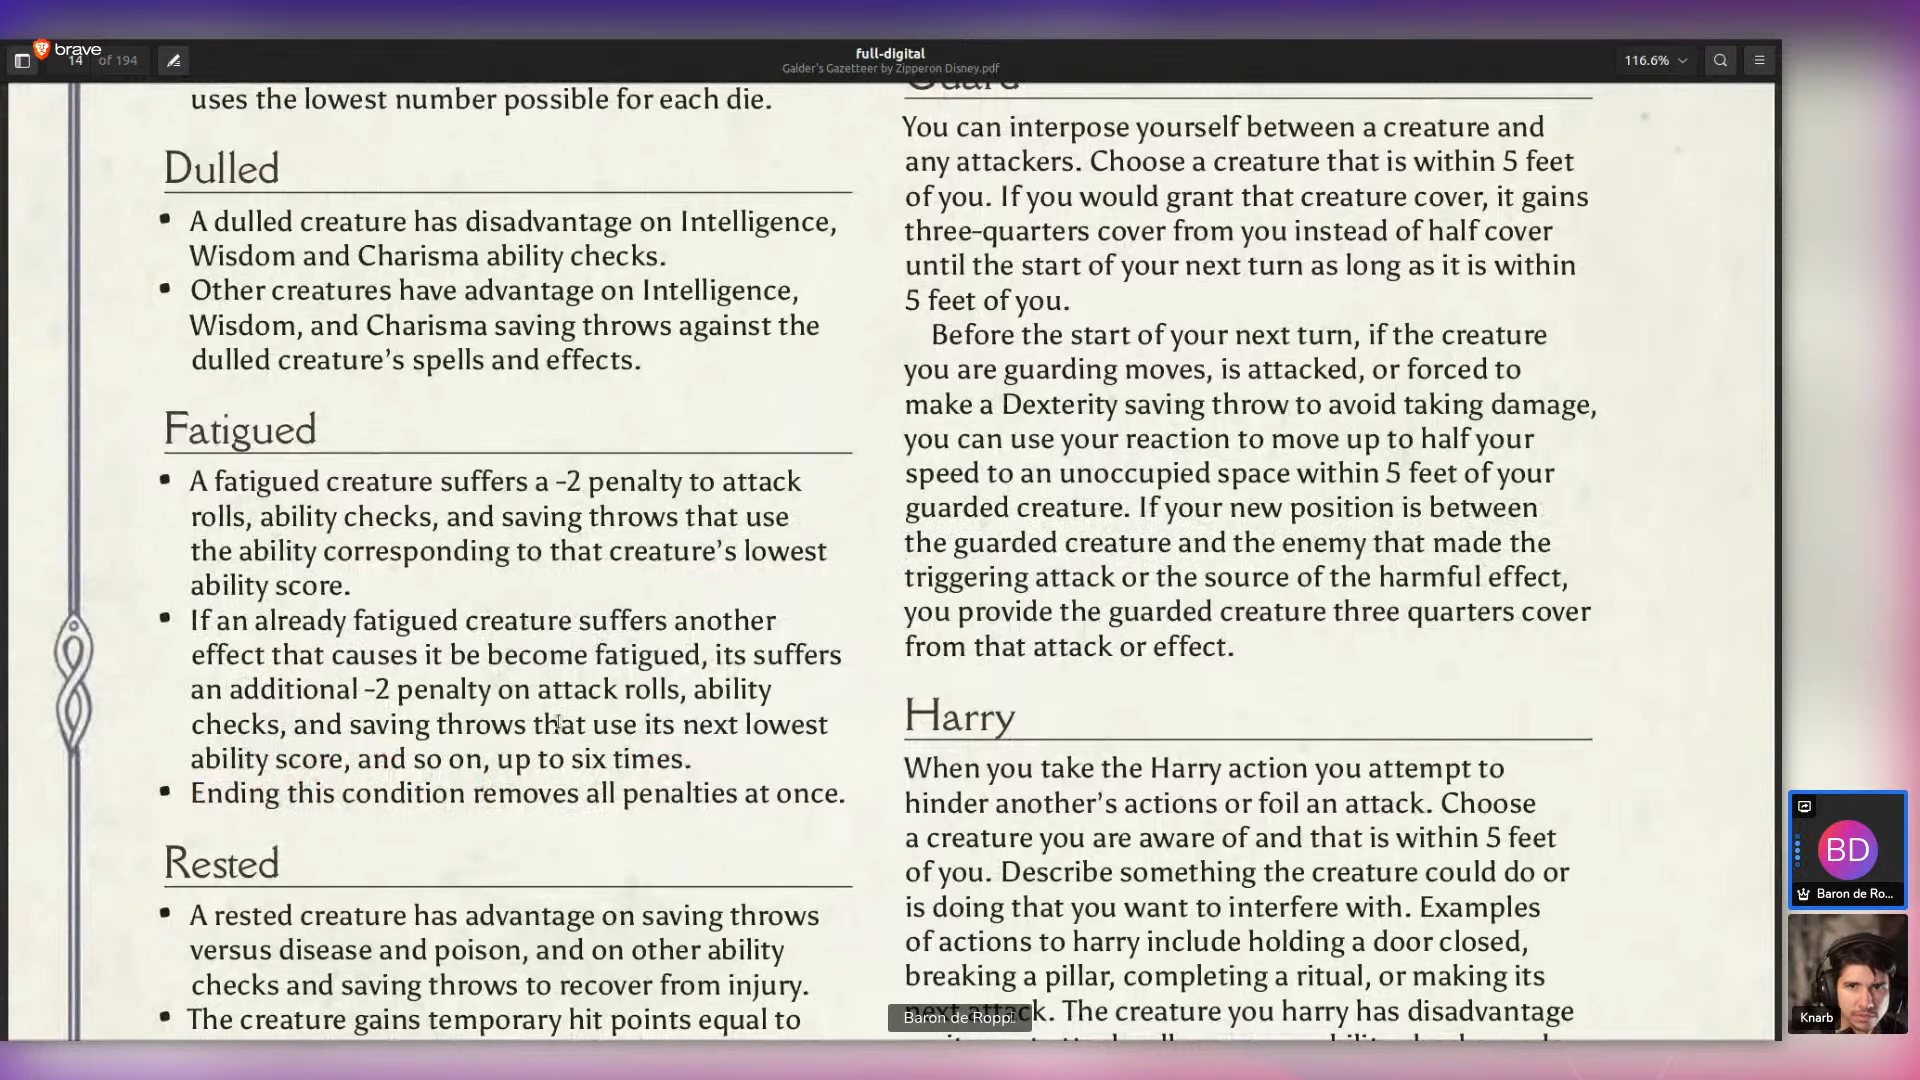 brave
14 of 194
full-digital
Galder's Gazetteer by Zipperon Disney.pdf
116.6%
uses the lowest number possible for each die.
Dulled
• A dulled creature has disadvantage on Intelligence,
Wisdom and Charisma ability checks.
• Other creatures have advantage on Intelligence,
Wisdom, and Charisma saving throws against the
dulled creature's spells and effects.
Fatigued
• A fatigued creature suffers a -2 penalty to attack
rolls, ability checks, and saving throws that use
the ability corresponding to that creature's lowest
ability score.
• If an already fatigued creature suffers another
effect that causes it be become fatigued, its suffers
an additional -2 penalty on attack rolls, ability
checks, and saving throws that use its next lowest
ability score, and so on, up to six times.
• Ending this condition removes all penalties at once.
Rested
• A rested creature has advantage on saving throws
versus disease and poison, and on other ability
checks and saving throws to recover from injury.
• The creature gains temporary hit points equal to
Guard
You can interpose yourself between a creature and
any attackers. Choose a creature that is within 5 feet
of you. If you would grant that creature cover, it gains
three-quarters cover from you instead of half cover
until the start of your next turn as long as it is within
5 feet of you.
Before the start of your next turn, if the creature
you are guarding moves, is attacked, or forced to
make a Dexterity saving throw to avoid taking damage,
you can use your reaction to move up to half your
speed to an unoccupied space within 5 feet of your
guarded creature. If your new position is between
the guarded creature and the enemy that made the
triggering attack or the source of the harmful effect,
you provide the guarded creature three quarters cover
from that attack or effect.
Harry
When you take the Harry action you attempt to
hinder another's actions or foil an attack. Choose
a creature you are aware of and that is within 5 feet
of you. Describe something the creature could do or
is doing that you want to interfere with. Examples
of actions to harry include holding a door closed,
breaking a pillar, completing a ritual, or making its
next attack. The creature you harry has disadvantage
Baron de Roppi
BD
Baron de Ro...
Knarb